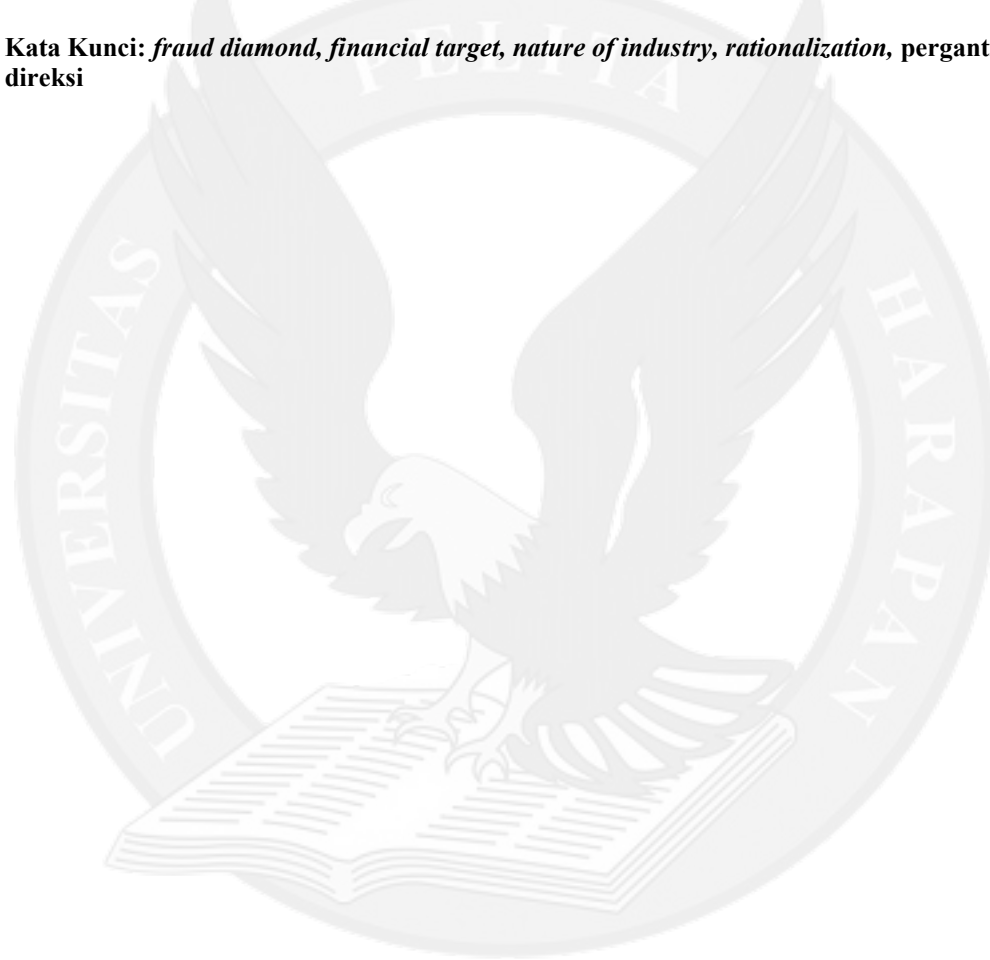 Kata Kunci: fraud diamond, financial target, nature of industry, rationalization, pergant
direksi
UNIVERSITAS PELITA HARAPAN